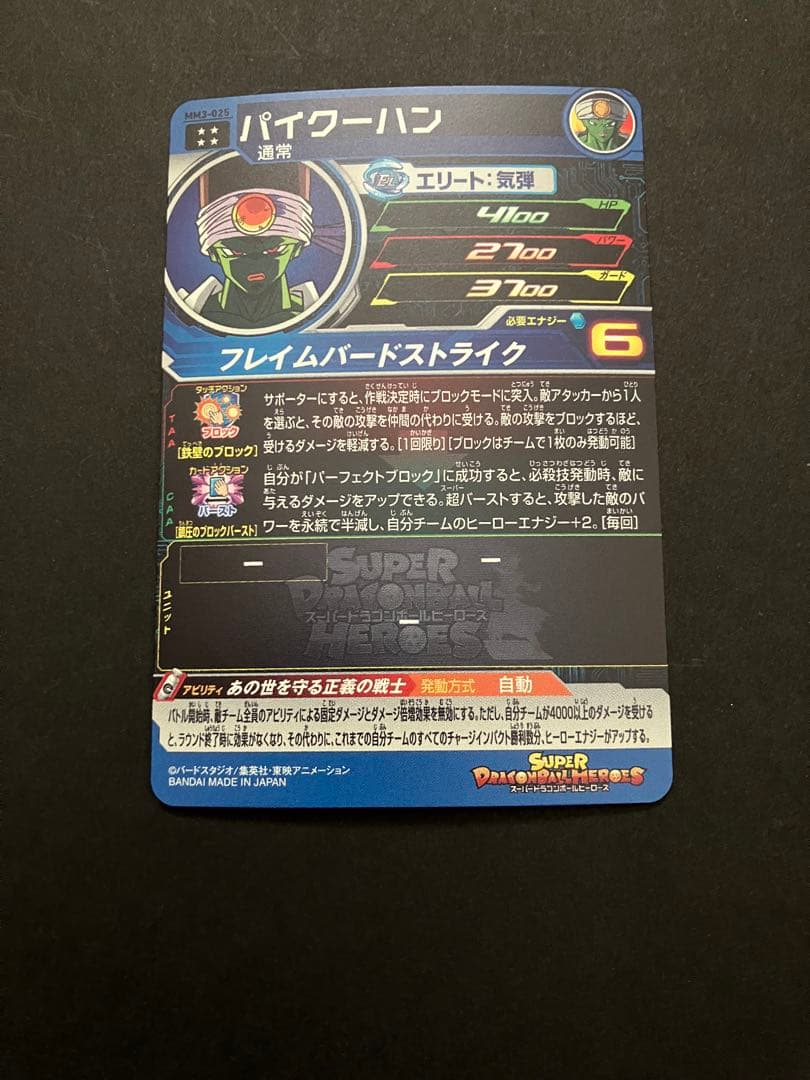 MM3-025
★★★★
パイクーハン
通常
エリート:気弾
HP
4100
パワー
2700
ガード
3700
必要エナジー
6
フレイムバードストライク
TAA
タッチアクション
ブロック
[鉄壁のブロック]
サポーターにすると、作戦決定時にブロックモードに突入。敵アタッカーから1人
を選ぶと、その敵の攻撃を仲間の代わりに受ける。敵の攻撃をブロックするほど、
受けるダメージを軽減する。[1回限り][ブロックはチームで1枚のみ発動可能]
CAA
カードアクション
バースト
[鎮圧のブロックバースト]
自分が「パーフェクトブロック」に成功すると、必殺技発動時、敵に
与えるダメージをアップできる。超バーストすると、攻撃した敵のパ
ワーを永続で半減し、自分チームのヒーローエナジー+2。[毎回]
ユニット
ー
ー
ー
SUPER
DRAGONBALL
スーパードラゴンボールヒーローズ
HEROES
アビリティ あの世を守る正義の戦士 発動方式 自動
バトル開始時、敵チーム全員のアビリティによる固定ダメージとダメージ倍増効果を無効にする。ただし、自分チームが4000以上のダメージを受ける
と、ラウンド終了時に効果がなくなり、その代わりに、これまでの自分チームのすべてのチャージインパクト勝利数分、ヒーローエナジーがアップする。
©バードスタジオ/集英社・東映アニメーション
BANDAI MADE IN JAPAN
SUPER
DRAGONBALL HEROES
スーパードラゴンボールヒーローズ